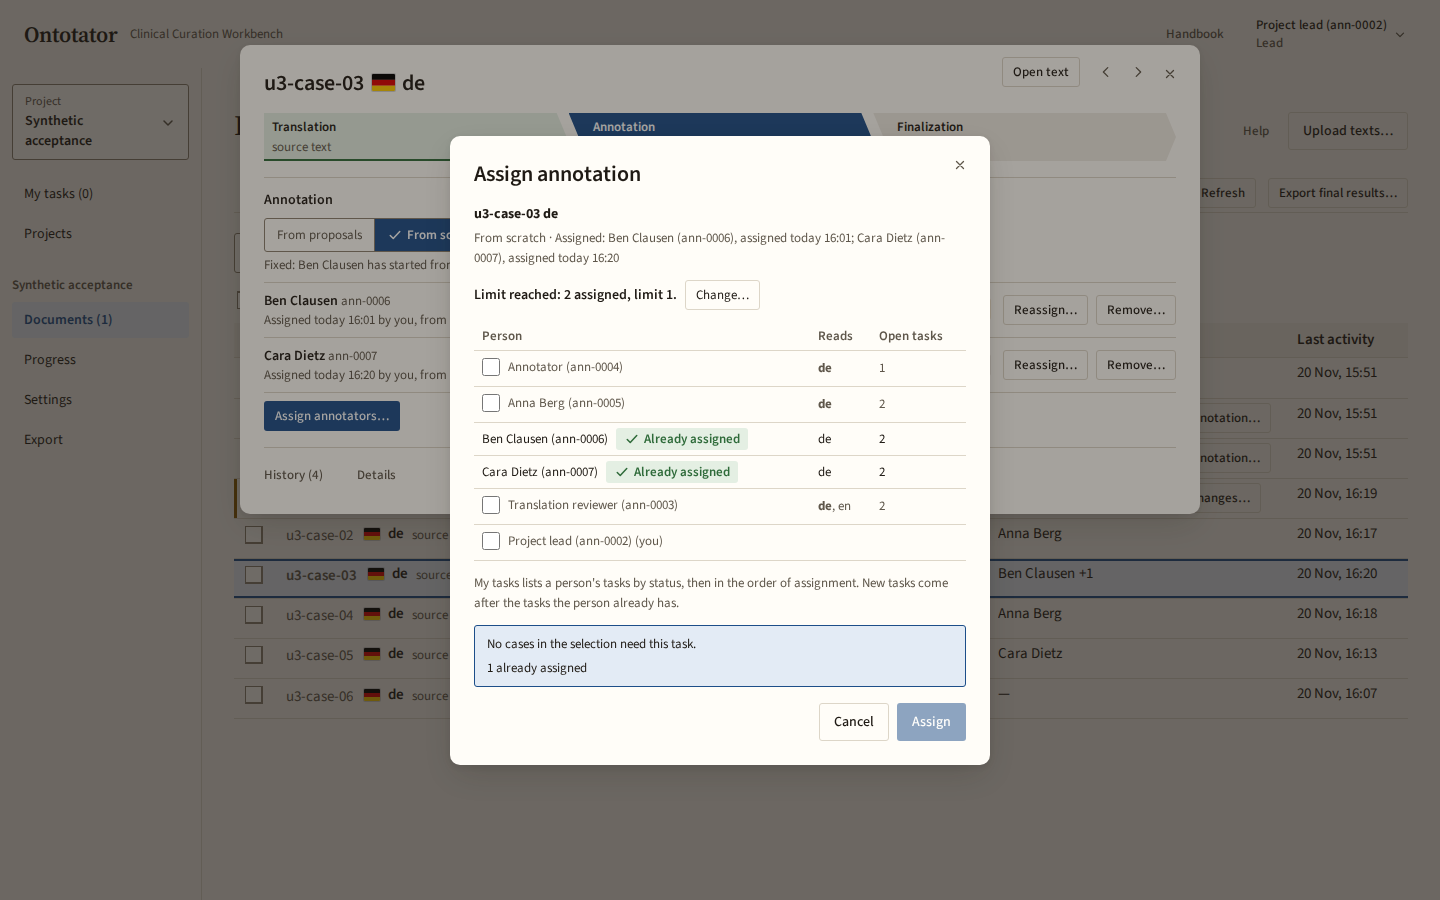 Ontotator Clinical Curation Workbench
Handbook
Project lead (ann-0002)
Lead
Project
Synthetic
acceptance
My tasks (0)
Projects
Synthetic acceptance
Documents (1)
Progress
Settings
Export
Help
Upload texts…
Refresh
Export final results…
u3-case-03 de
Open text
Translation
source text
Annotation
Finalization
Annotation
From proposals
Fixed: Ben Clausen has started
Ben Clausen ann-0006
Assigned today 16:01 by you, from
Reassign…
Remove…
Cara Dietz ann-0007
Assigned today 16:20 by you, from
Reassign…
Remove…
Assign annotators…
History (4)
Details
Assign annotation
u3-case-03 de
From scratch · Assigned: Ben Clausen (ann-0006), assigned today 16:01; Cara Dietz (ann-
0007), assigned today 16:20
Limit reached: 2 assigned, limit 1.
Change…
Person Reads Open tasks
Annotator (ann-0004) de 1
Anna Berg (ann-0005) de 2
Ben Clausen (ann-0006) Already assigned de 2
Cara Dietz (ann-0007) Already assigned de 2
Translation reviewer (ann-0003) de, en 2
Project lead (ann-0002) (you)
My tasks lists a person's tasks by status, then in the order of assignment. New tasks come
after the tasks the person already has.
No cases in the selection need this task.
1 already assigned
Cancel
Assign
Last activity
20 Nov, 15:51
20 Nov, 15:51
20 Nov, 15:51
20 Nov, 16:19
u3-case-02 de source Anna Berg 20 Nov, 16:17
u3-case-03 de source Ben Clausen +1 20 Nov, 16:20
u3-case-04 de source Anna Berg 20 Nov, 16:18
u3-case-05 de source Cara Dietz 20 Nov, 16:13
u3-case-06 de source — 20 Nov, 16:07